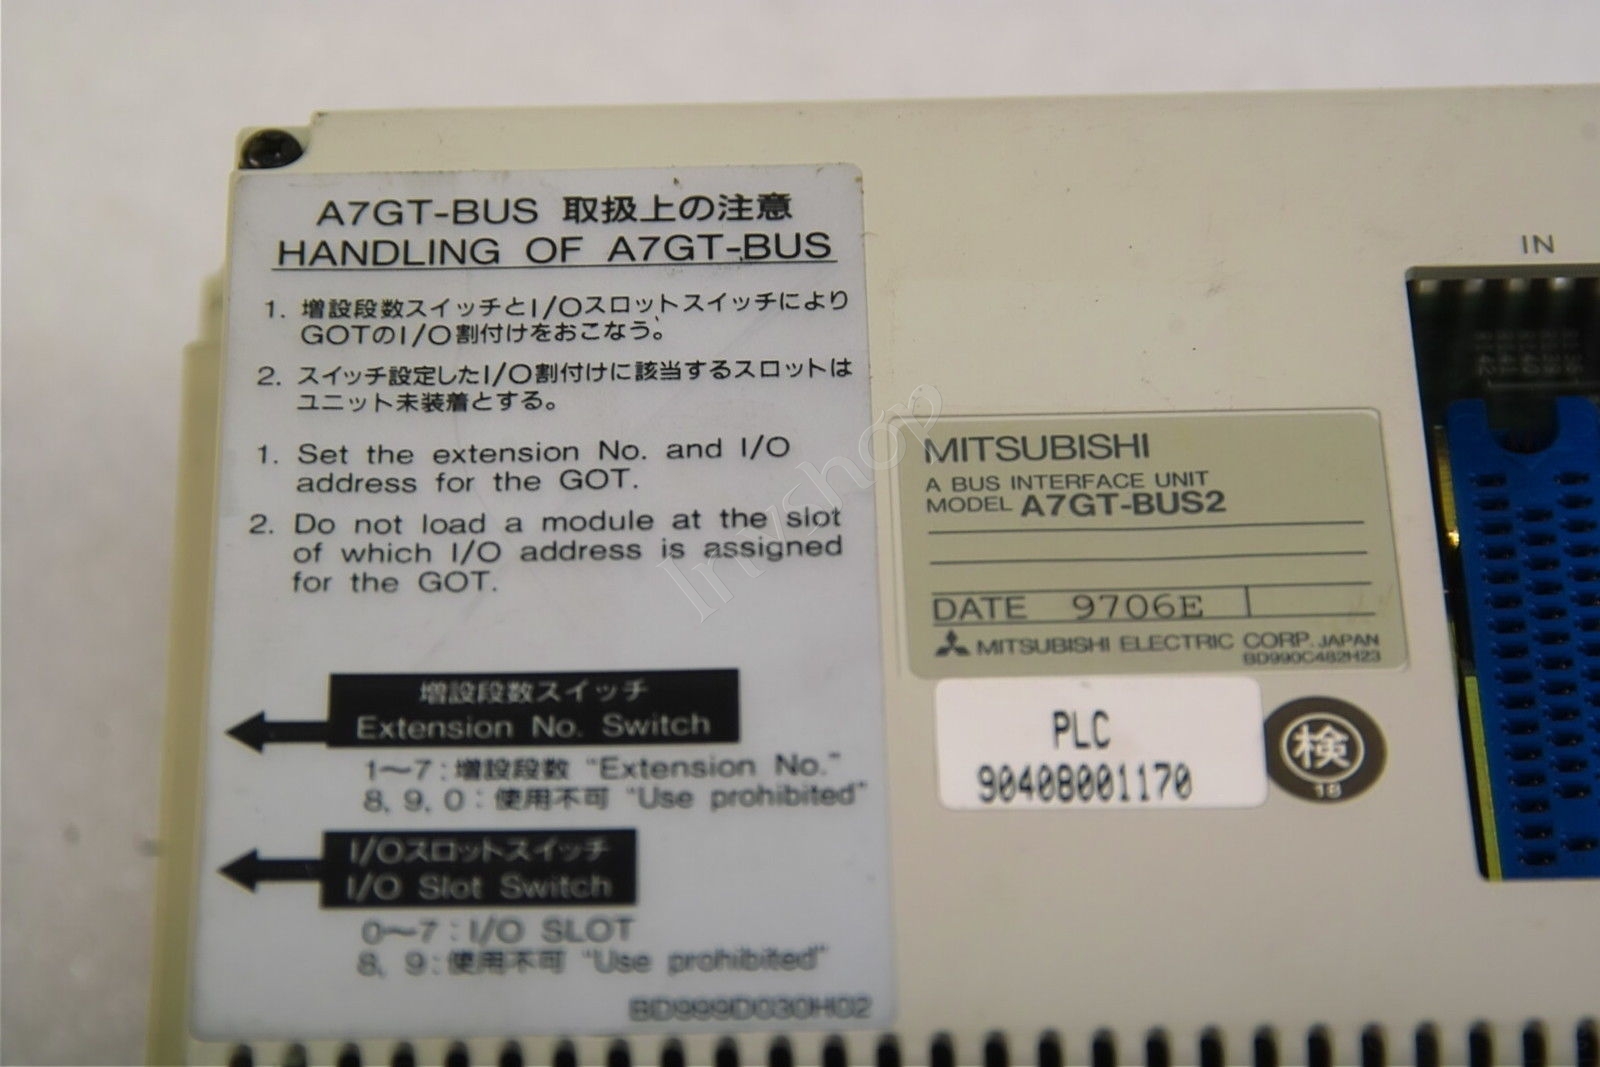 A7GT-BUS 取扱上の注意
HANDLING OF A7GT-BUS
1. 増設段数スイッチとI/Oスロットスイッチにより
GOTのI/O割付けをおこなう。
2. スイッチ設定したI/O割付けに該当するスロットは
ユニット未装着とする。
1. Set the extension No. and I/O
address for the GOT.
2. Do not load a module at the slot
of which I/O address is assigned
for the GOT.
増設段数スイッチ
Extension No. Switch
1〜7:増設段数 "Extension No."
8, 9, 0:使用不可 "Use prohibited"
I/Oスロットスイッチ
I/O Slot Switch
0〜7:I/O SLOT
8, 9:使用不可 "Use prohibited"
BD999D030H02
IN
MITSUBISHI
A BUS INTERFACE UNIT
MODEL A7GT-BUS2
DATE 9706E
MITSUBISHI ELECTRIC CORP. JAPAN
BD990C482H23
PLC
90408001170
検
18